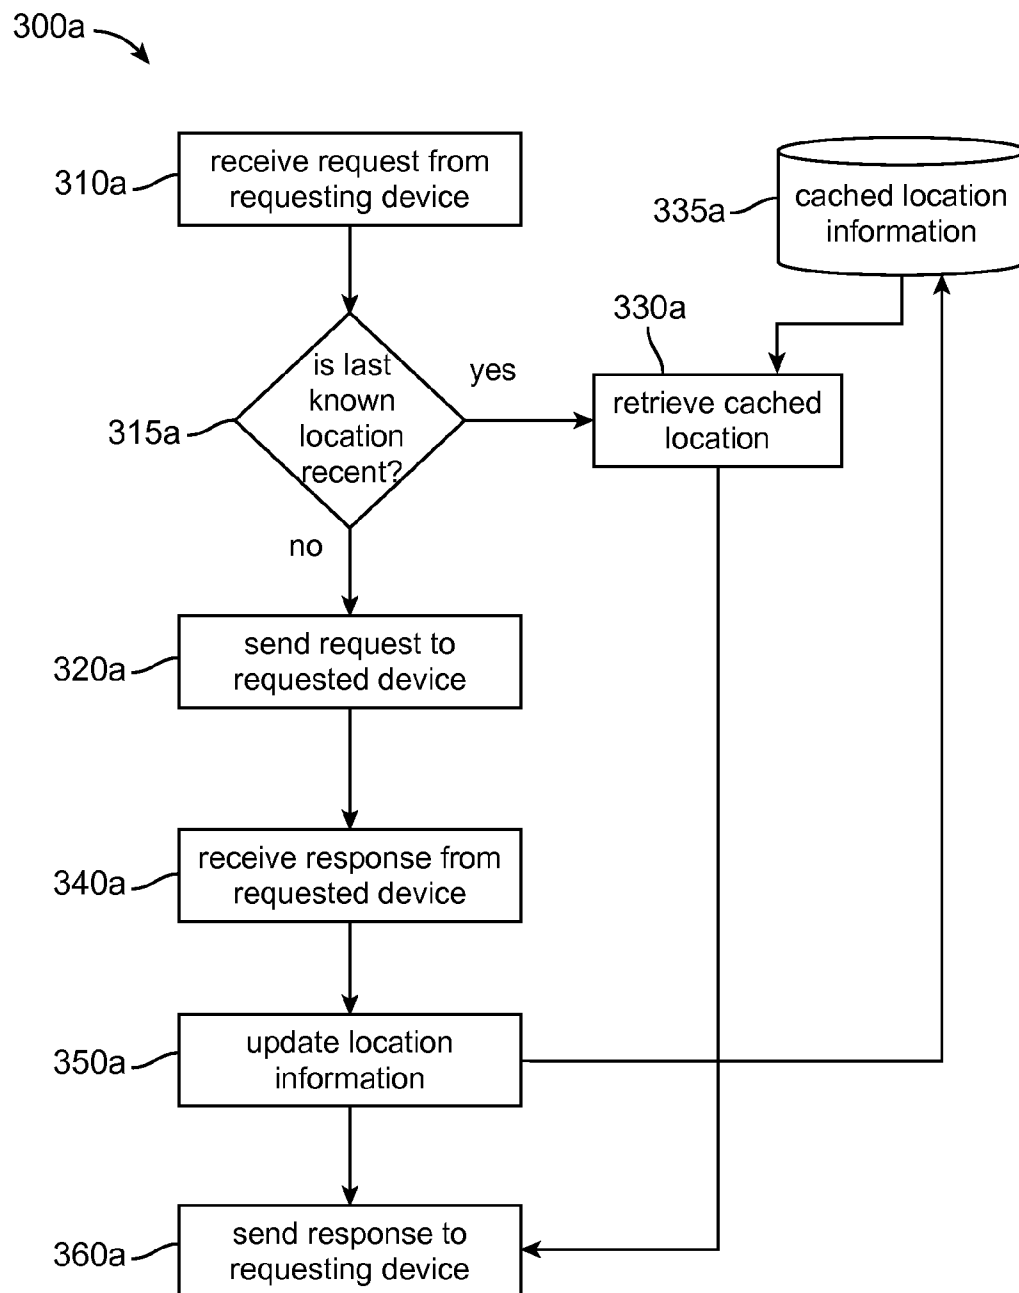 300a
310a
receive request from
requesting device
335a
cached location
information
330a
315a
is last
known
location
recent?
yes
retrieve cached
location
no
320a
send request to
requested device
340a
receive response from
requested device
350a
update location
information
360a
send response to
requesting device